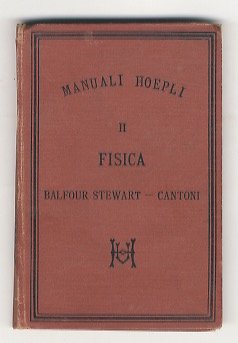 MANUALI HOEPLI
II
FISICA
BALFOUR STEWART — CANTONI